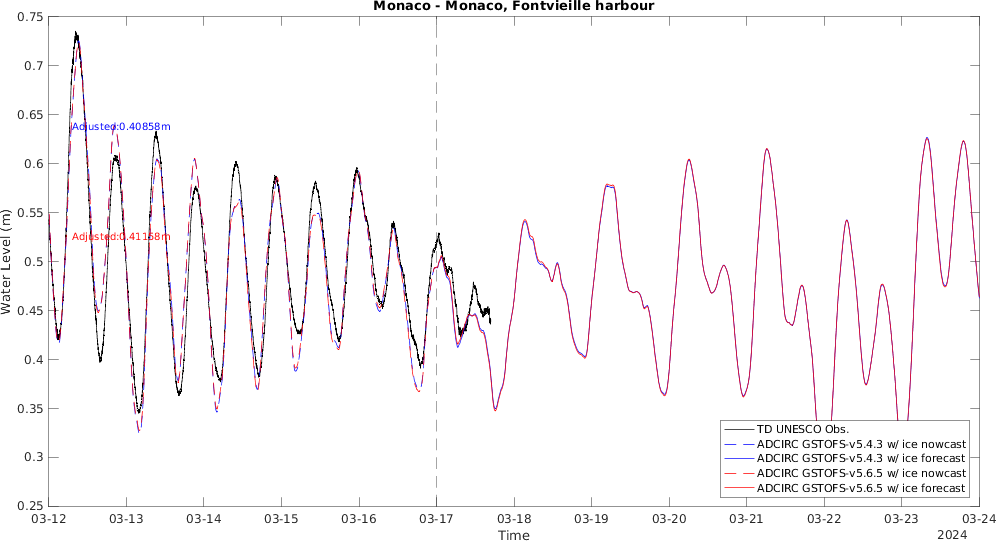 Monaco - Monaco, Fontvieille harbour
0.75
0.7
0.65
0.6
0.55
0.5
0.45
0.4
0.35
0.3
0.25
Water Level (m)
Adjusted:0.40858m
Adjusted:0.41158m
TD UNESCO Obs.
ADCIRC GSTOFS-v5.4.3 w/ ice nowcast
ADCIRC GSTOFS-v5.4.3 w/ ice forecast
ADCIRC GSTOFS-v5.6.5 w/ ice nowcast
ADCIRC GSTOFS-v5.6.5 w/ ice forecast
03-12 03-13 03-14 03-15 03-16 03-17 03-18 03-19 03-20 03-21 03-22 03-23 03-24
Time
2024